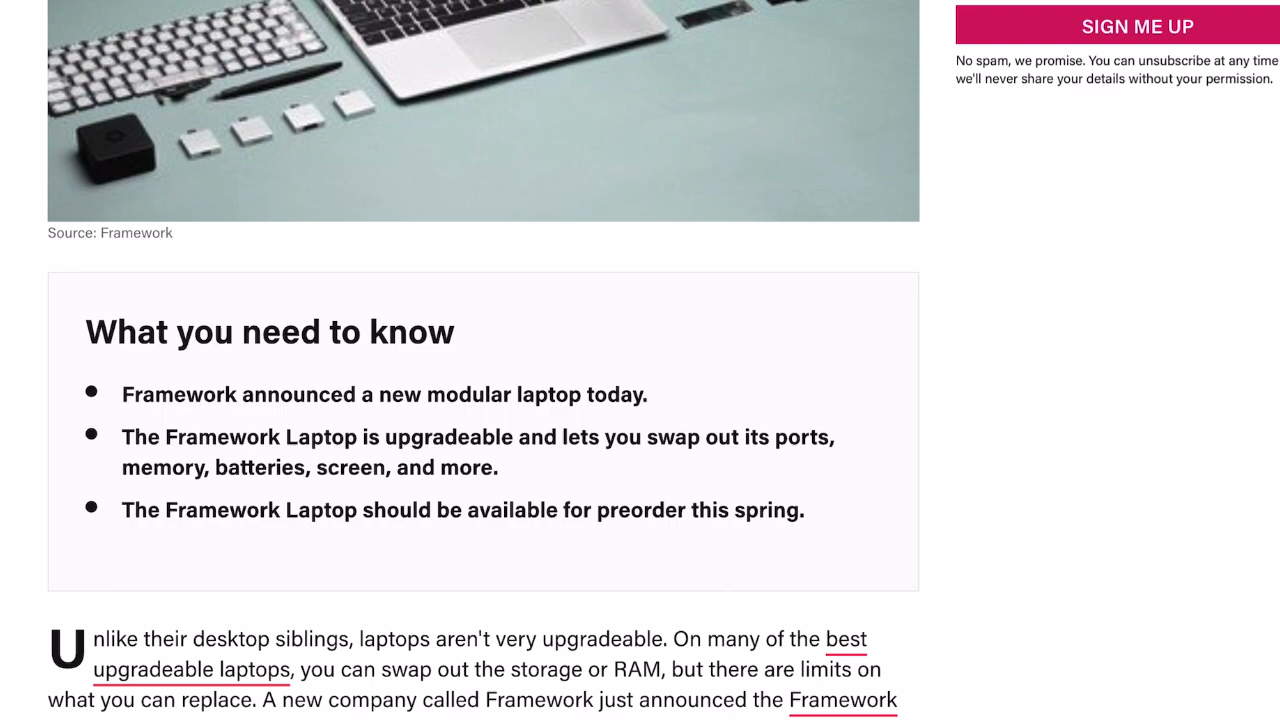 SIGN ME UP
No spam, we promise. You can unsubscribe at any time
we'll never share your details without your permission.
Source: Framework
What you need to know
Framework announced a new modular laptop today.
The Framework Laptop is upgradeable and lets you swap out its ports,
memory, batteries, screen, and more.
The Framework Laptop should be available for preorder this spring.
Unlike their desktop siblings, laptops aren't very upgradeable. On many of the best
upgradeable laptops, you can swap out the storage or RAM, but there are limits on
what you can replace. A new company called Framework just announced the Framework